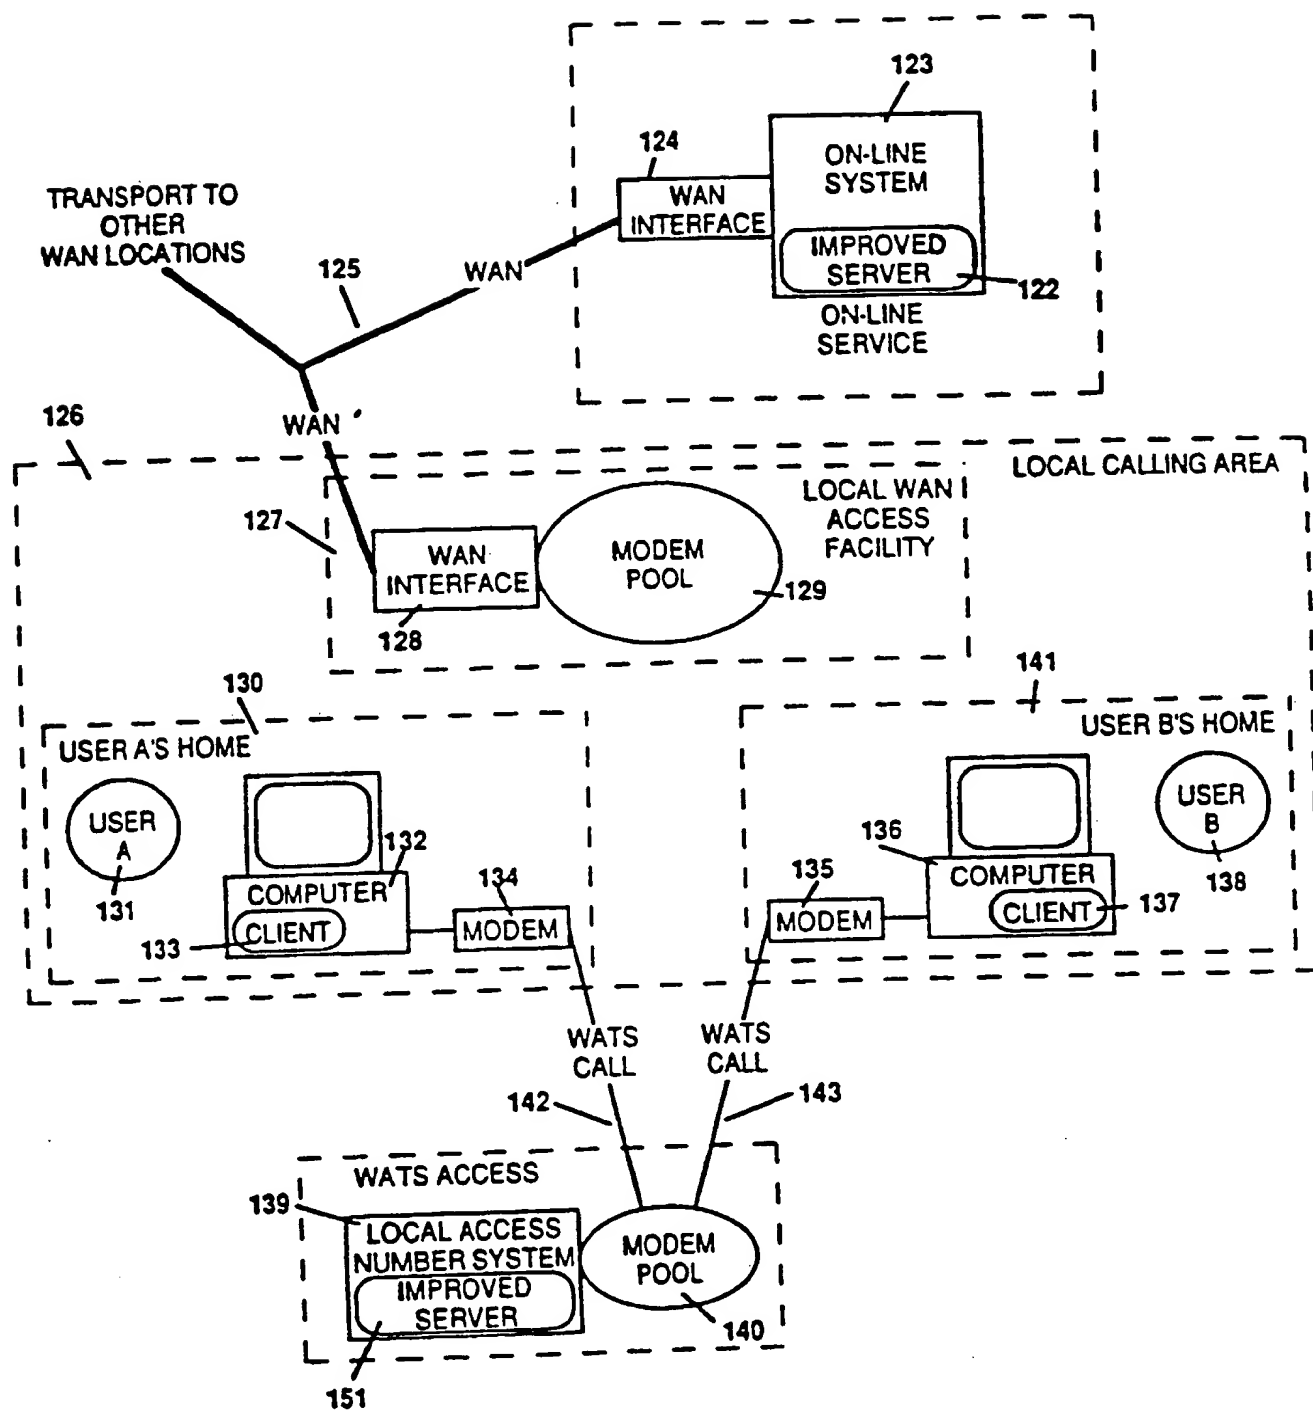 123
ON-LINE
SYSTEM
124
WAN
INTERFACE
IMPROVED
SERVER
122
ON-LINE
SERVICE
TRANSPORT TO
OTHER
WAN LOCATIONS
125
WAN
WAN
126
LOCAL CALLING AREA
LOCAL WAN
ACCESS
FACILITY
127
WAN
INTERFACE
128
MODEM
POOL
129
130
USER A'S HOME
USER
A
131
132
COMPUTER
CLIENT
133
134
MODEM
141
USER B'S HOME
USER
B
138
136
COMPUTER
CLIENT
137
135
MODEM
WATS
CALL
WATS
CALL
142
143
WATS ACCESS
139
LOCAL ACCESS
NUMBER SYSTEM
IMPROVED
SERVER
151
MODEM
POOL
140